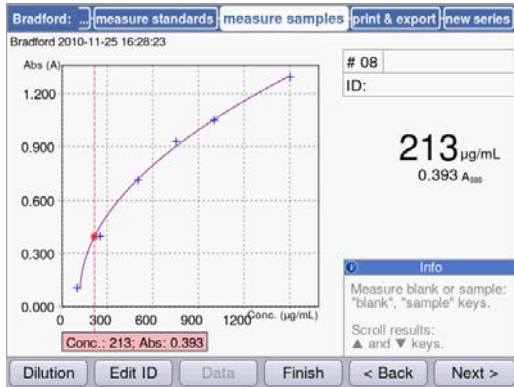 Bradford: ... measure standards measure samples print & export new series
Bradford 2010-11-25 16:28:23
Abs (A)
1.200
0.900
0.600
0.300
0.000
0 300 600 900 1200 Conc. (µg/mL)
Conc.: 213; Abs: 0.393
# 08
ID:
213 µg/mL
0.393 A595
Info
Measure blank or sample:
"blank", "sample" keys.
Scroll results:
▲ and ▼ keys.
Dilution Edit ID Data Finish < Back Next >